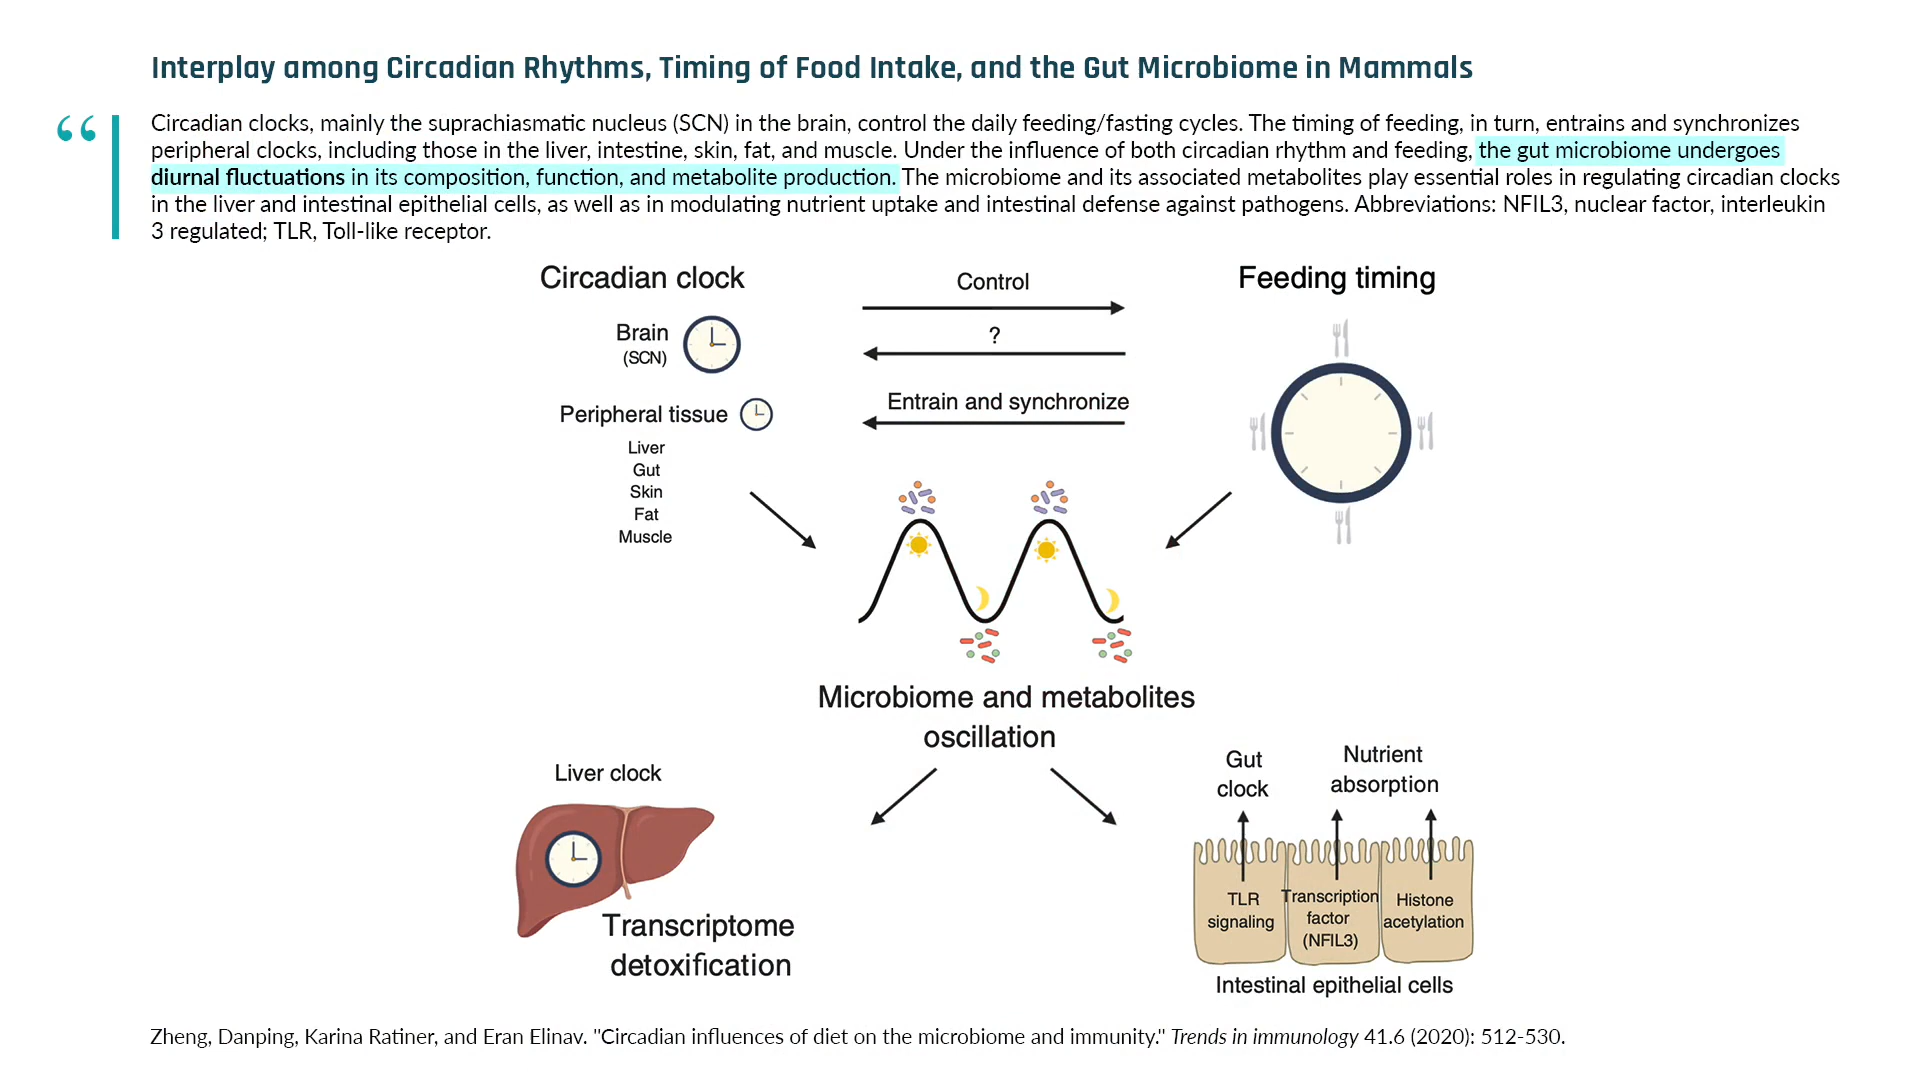 Interplay among Circadian Rhythms, Timing of Food Intake, and the Gut Microbiome in Mammals
“
Circadian clocks, mainly the suprachiasmatic nucleus (SCN) in the brain, control the daily feeding/fasting cycles. The timing of feeding, in turn, entrains and synchronizes
peripheral clocks, including those in the liver, intestine, skin, fat, and muscle. Under the influence of both circadian rhythm and feeding, the gut microbiome undergoes
diurnal fluctuations in its composition, function, and metabolite production. The microbiome and its associated metabolites play essential roles in regulating circadian clocks
in the liver and intestinal epithelial cells, as well as in modulating nutrient uptake and intestinal defense against pathogens. Abbreviations: NFIL3, nuclear factor, interleukin
3 regulated; TLR, Toll-like receptor.
Circadian clock
Control
Feeding timing
Brain
(SCN)
?
Entrain and synchronize
Peripheral tissue
Liver
Gut
Skin
Fat
Muscle
Microbiome and metabolites
oscillation
Liver clock
Transcriptome
detoxification
Gut
clock
Nutrient
absorption
TLR
signaling
Transcription
factor
(NFIL3)
Histone
acetylation
Intestinal epithelial cells
Zheng, Danping, Karina Ratiner, and Eran Elinav. "Circadian influences of diet on the microbiome and immunity." Trends in immunology 41.6 (2020): 512-530.